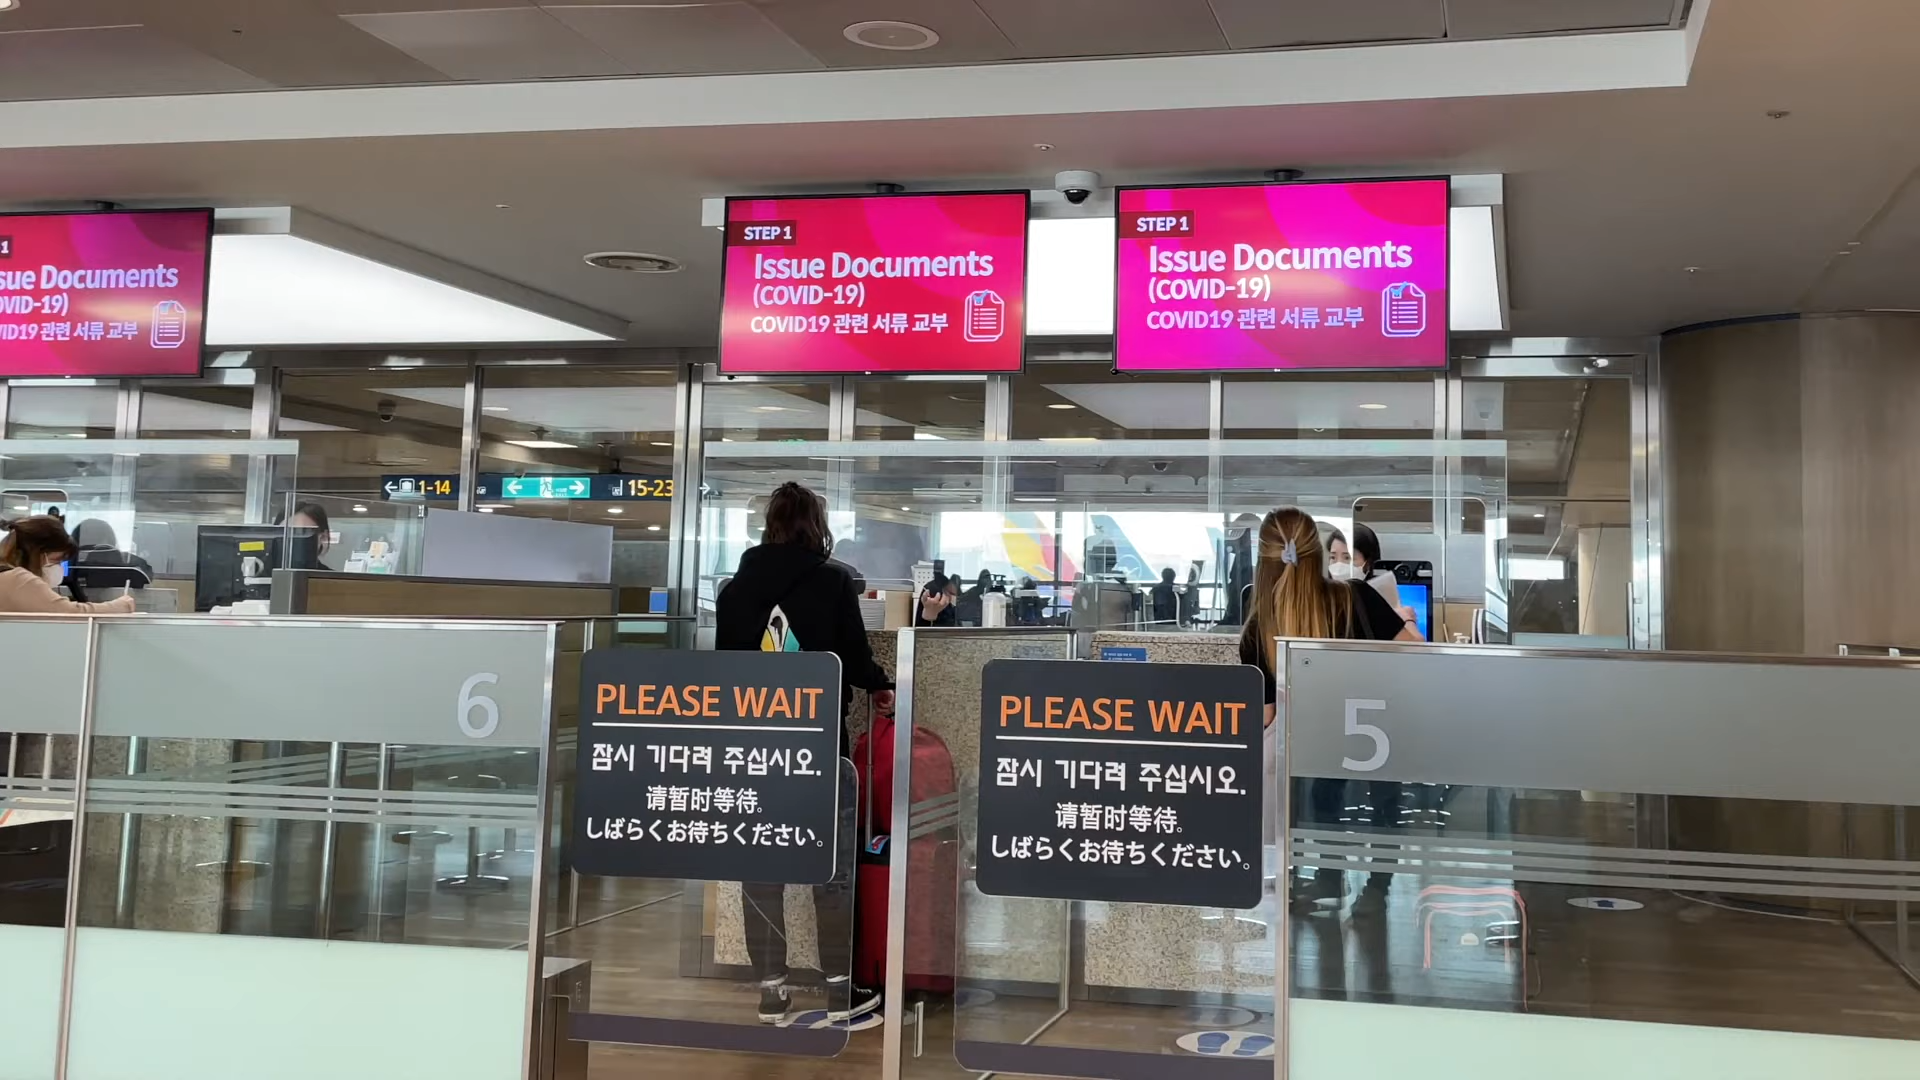 1
sue Documents
OVID-19)
VID19 관련 서류 교부
STEP 1
Issue Documents
(COVID-19)
COVID19 관련 서류 교부
STEP 1
Issue Documents
(COVID-19)
COVID19 관련 서류 교부
1-14
15-23
6
PLEASE WAIT
잠시 기다려 주십시오.
请暂时等待。
しばらくお待ちください。
PLEASE WAIT
잠시 기다려 주십시오.
请暂时等待。
しばらくお待ちください。
5